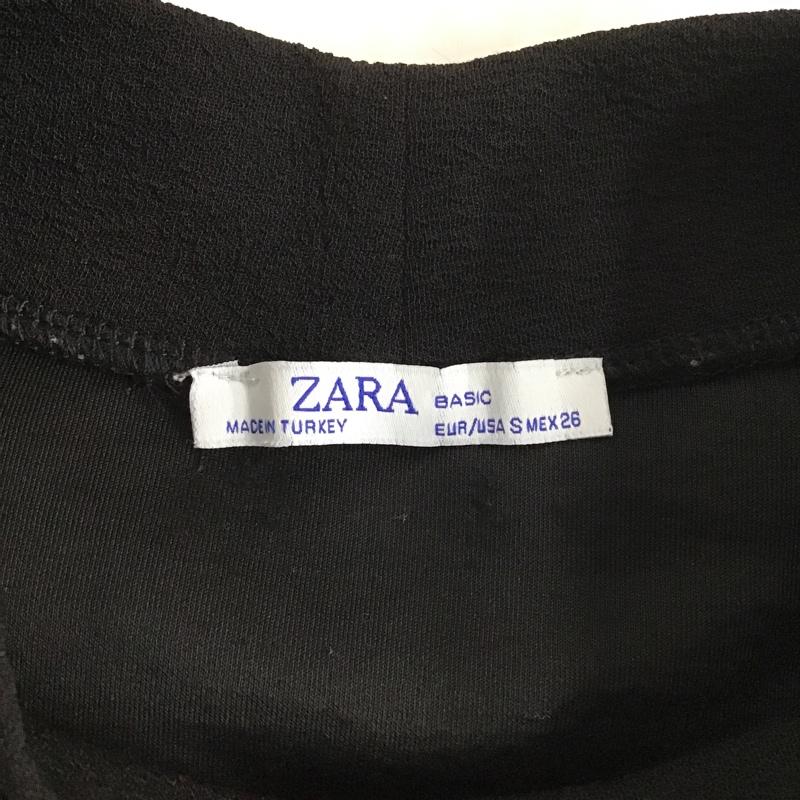 ZARA BASIC
MADE IN TURKEY EUR/USA S MEX 26